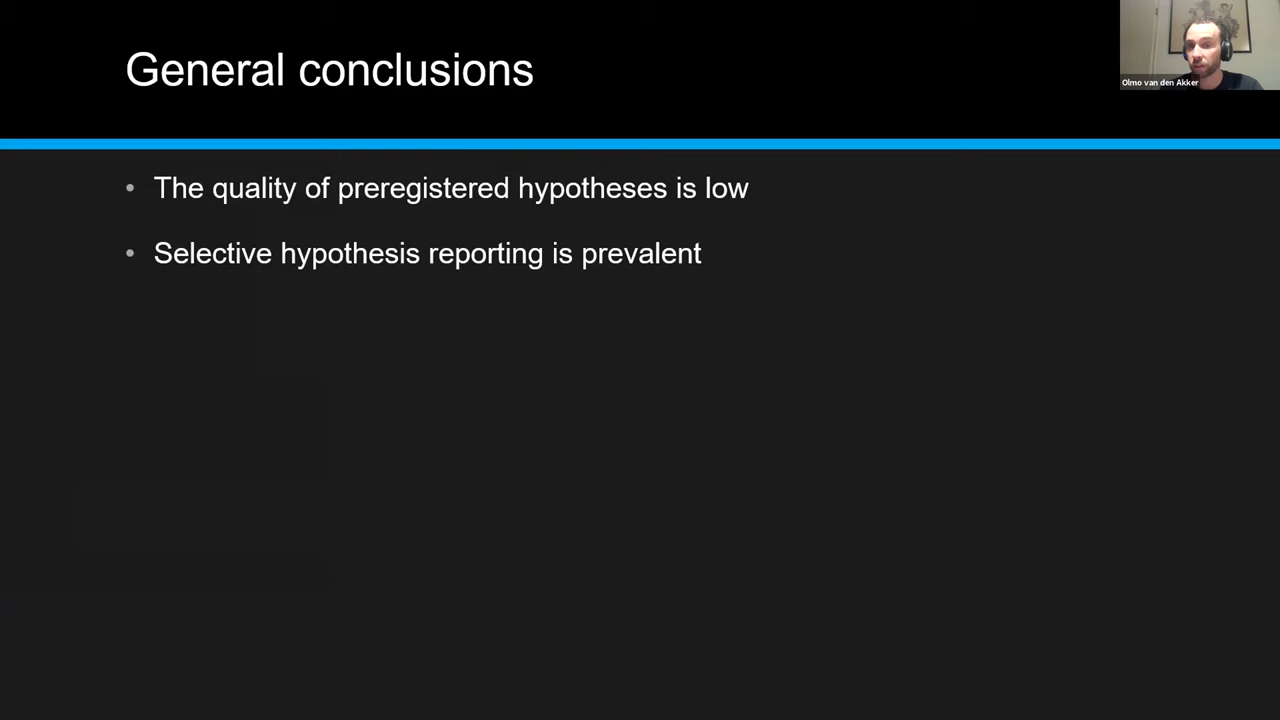 General conclusions
Olmo van den Akker
• The quality of preregistered hypotheses is low
• Selective hypothesis reporting is prevalent